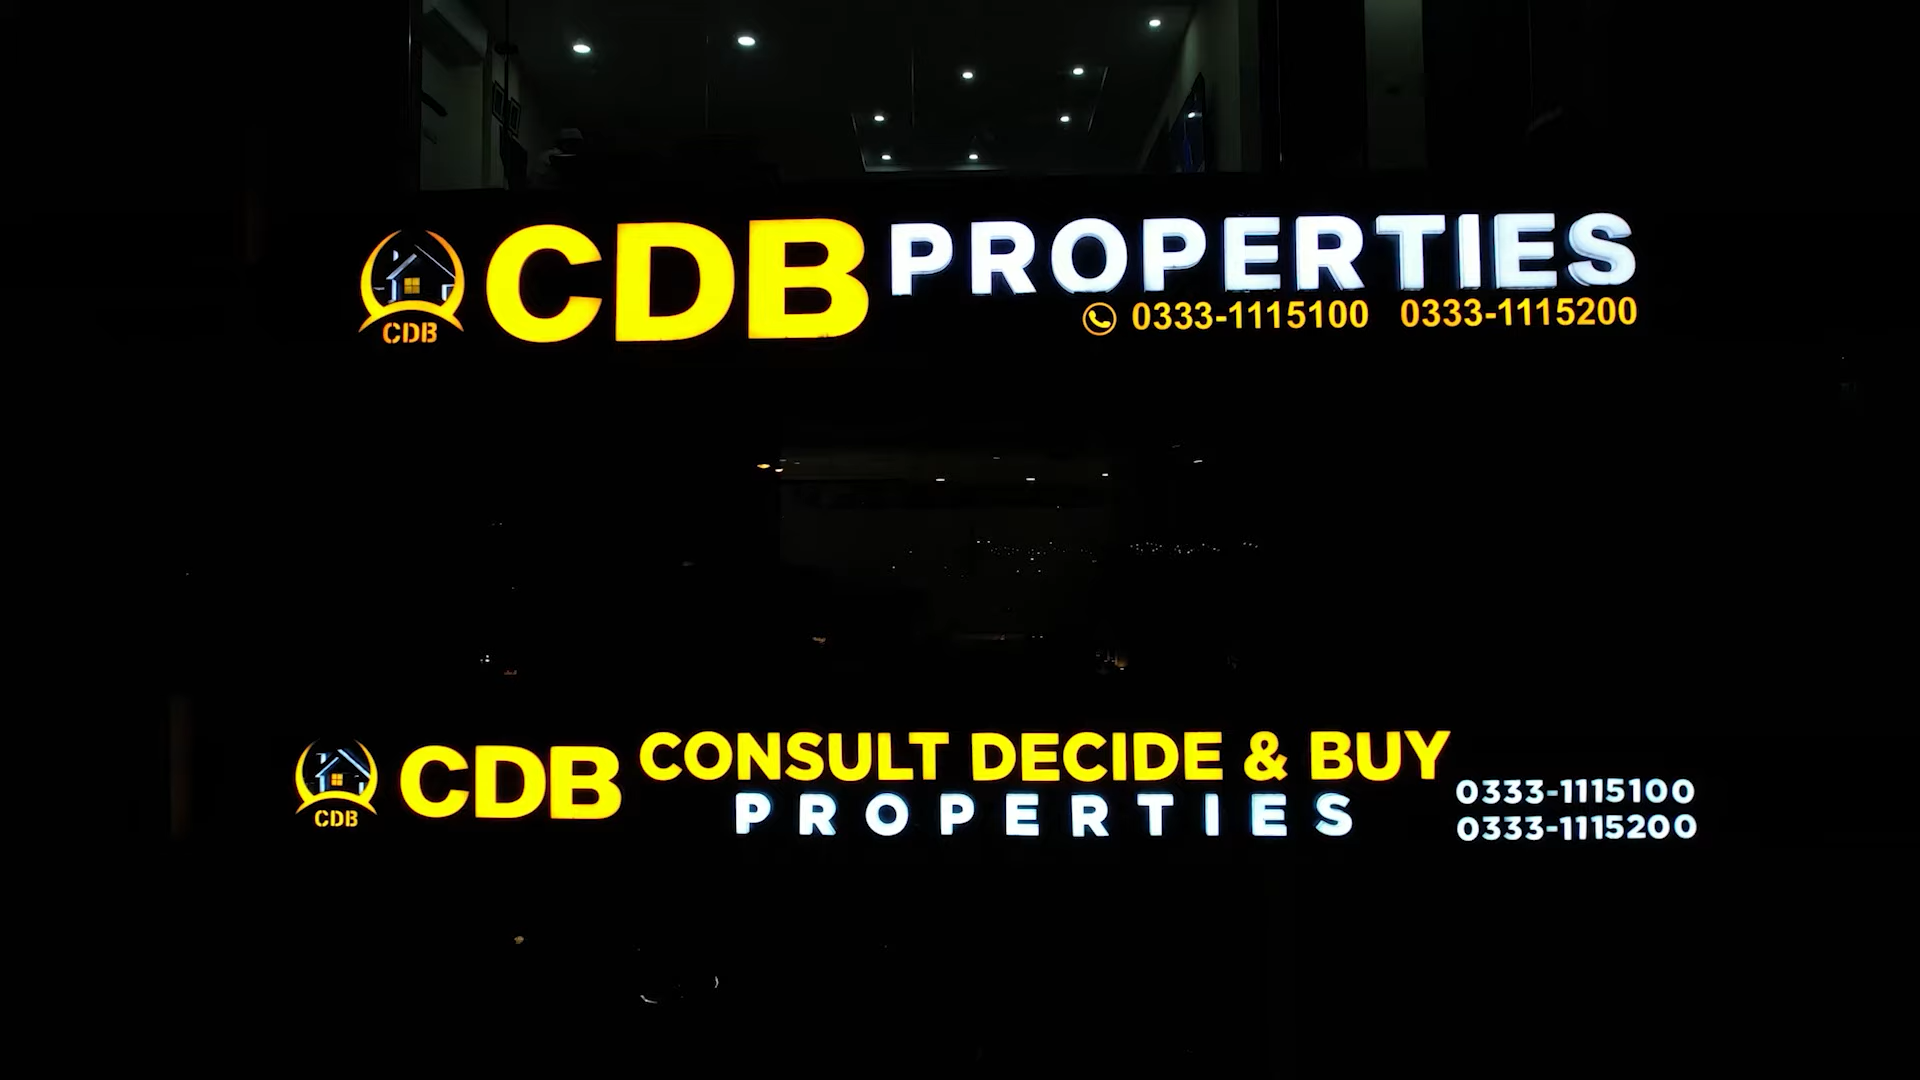 CDB PROPERTIES
0333-1115100 0333-1115200
CDB
CDB CONSULT DECIDE & BUY
PROPERTIES
0333-1115100
0333-1115200
CDB